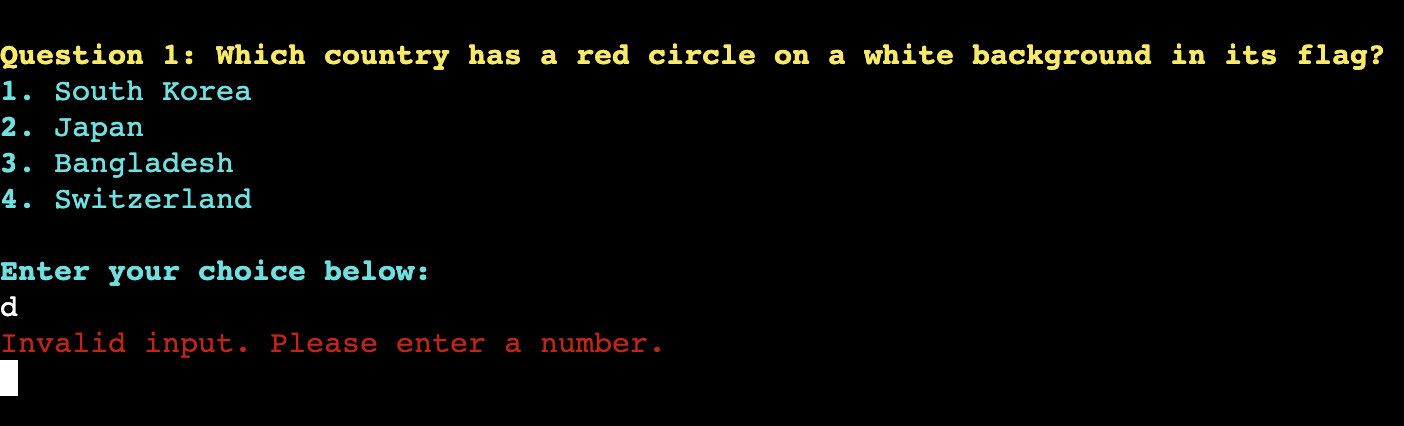 Question 1: Which country has a red circle on a white background in its flag?
1. South Korea
2. Japan
3. Bangladesh
4. Switzerland
Enter your choice below:
d
Invalid input. Please enter a number.